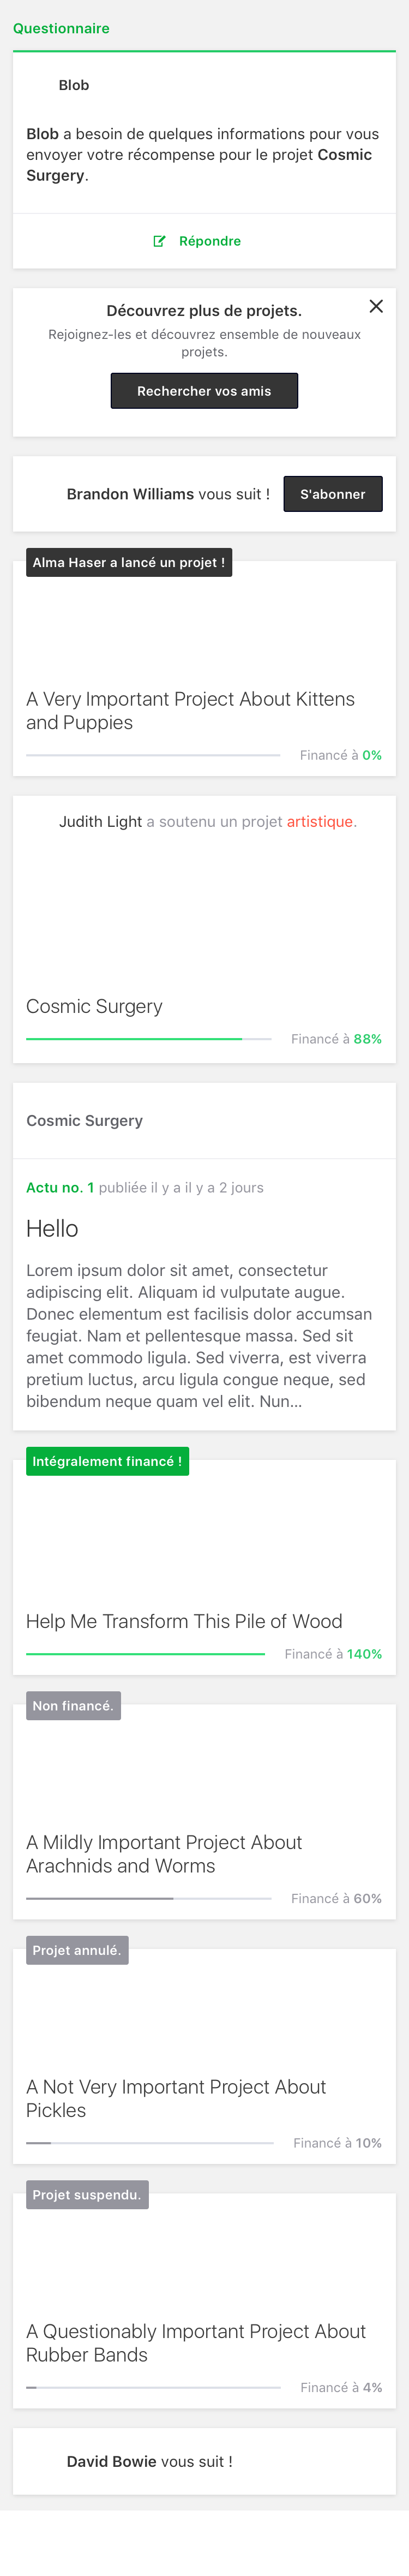 Questionnaire
Blob
Blob a besoin de quelques informations pour vous
envoyer votre récompense pour le projet Cosmic
Surgery.
Répondre
Découvrez plus de projets.
Rejoignez-les et découvrez ensemble de nouveaux
projets.
Rechercher vos amis
Brandon Williams vous suit !
S'abonner
Alma Haser a lancé un projet !
A Very Important Project About Kittens
and Puppies
Financé à 0%
Judith Light a soutenu un projet artistique.
Cosmic Surgery
Financé à 88%
Cosmic Surgery
Actu no. 1 publiée il y a il y a 2 jours
Hello
Lorem ipsum dolor sit amet, consectetur
adipiscing elit. Aliquam id vulputate augue.
Donec elementum est facilisis dolor accumsan
feugiat. Nam et pellentesque massa. Sed sit
amet commodo ligula. Sed viverra, est viverra
pretium luctus, arcu ligula congue neque, sed
bibendum neque quam vel elit. Nun...
Intégralement financé !
Help Me Transform This Pile of Wood
Financé à 140%
Non financé.
A Mildly Important Project About
Arachnids and Worms
Financé à 60%
Projet annulé.
A Not Very Important Project About
Pickles
Financé à 10%
Projet suspendu.
A Questionably Important Project About
Rubber Bands
Financé à 4%
David Bowie vous suit !